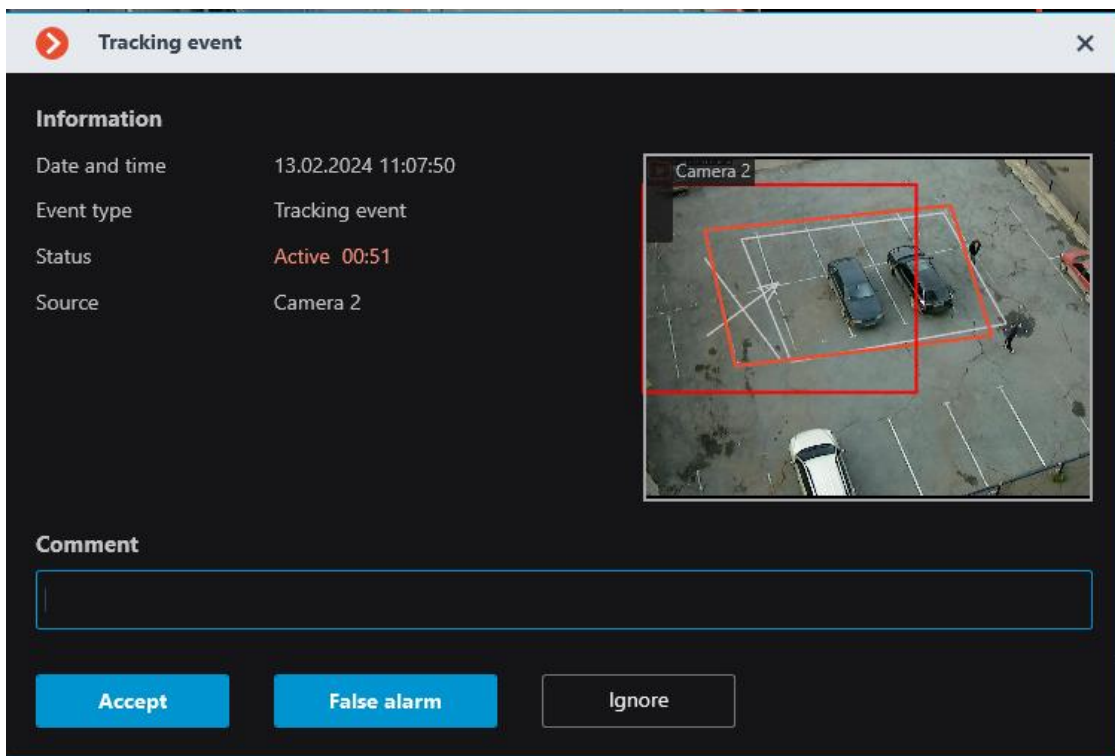 Tracking event
Information
Date and time 13.02.2024 11:07:50
Event type Tracking event
Status Active 00:51
Source Camera 2
Camera 2
Comment
Accept False alarm Ignore